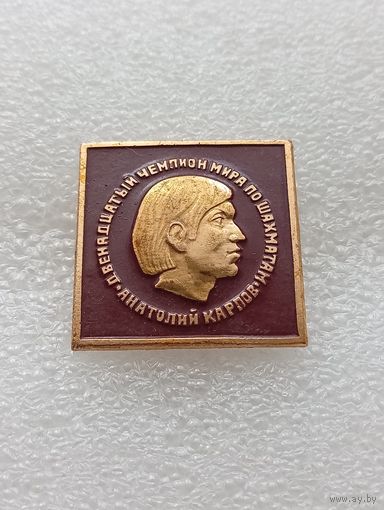 ДВЕНАДЦАТЫЙ ЧЕМПИОН МИРА ПО ШАХМАТАМ
• АНАТОЛИЙ КАРПОВ •
www.ay.by